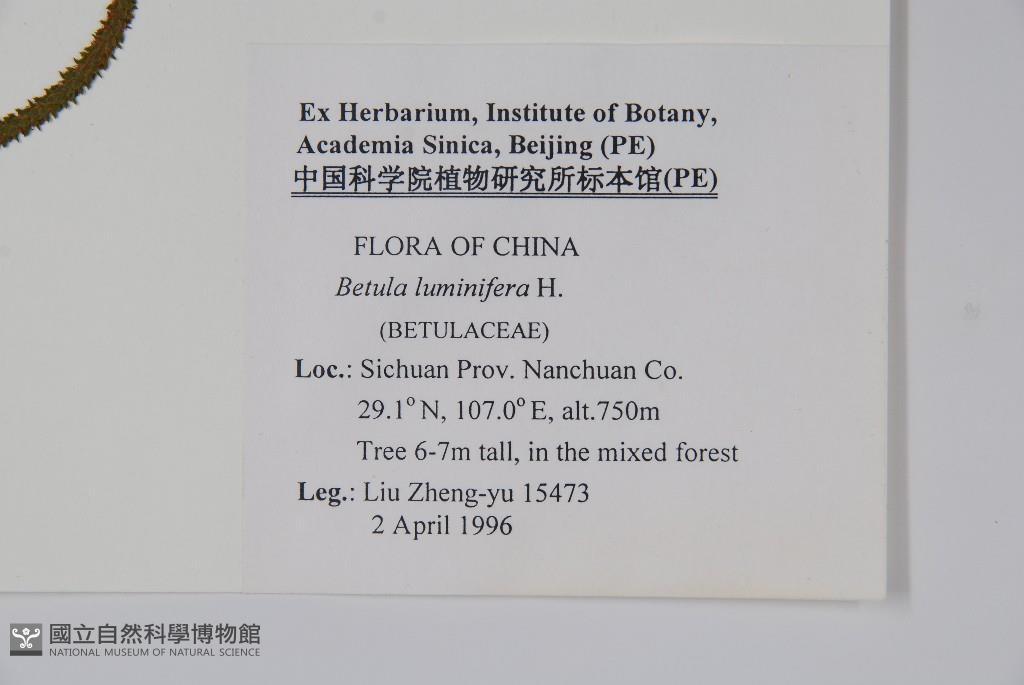 Ex Herbarium, Institute of Botany,
Academia Sinica, Beijing (PE)
中国科学院植物研究所标本馆(PE)
FLORA OF CHINA
Betula luminifera H.
(BETULACEAE)
Loc.: Sichuan Prov. Nanchuan Co.
29.1° N, 107.0° E, alt.750m
Tree 6-7m tall, in the mixed forest
Leg.: Liu Zheng-yu 15473
2 April 1996
國立自然科學博物館
NATIONAL MUSEUM OF NATURAL SCIENCE